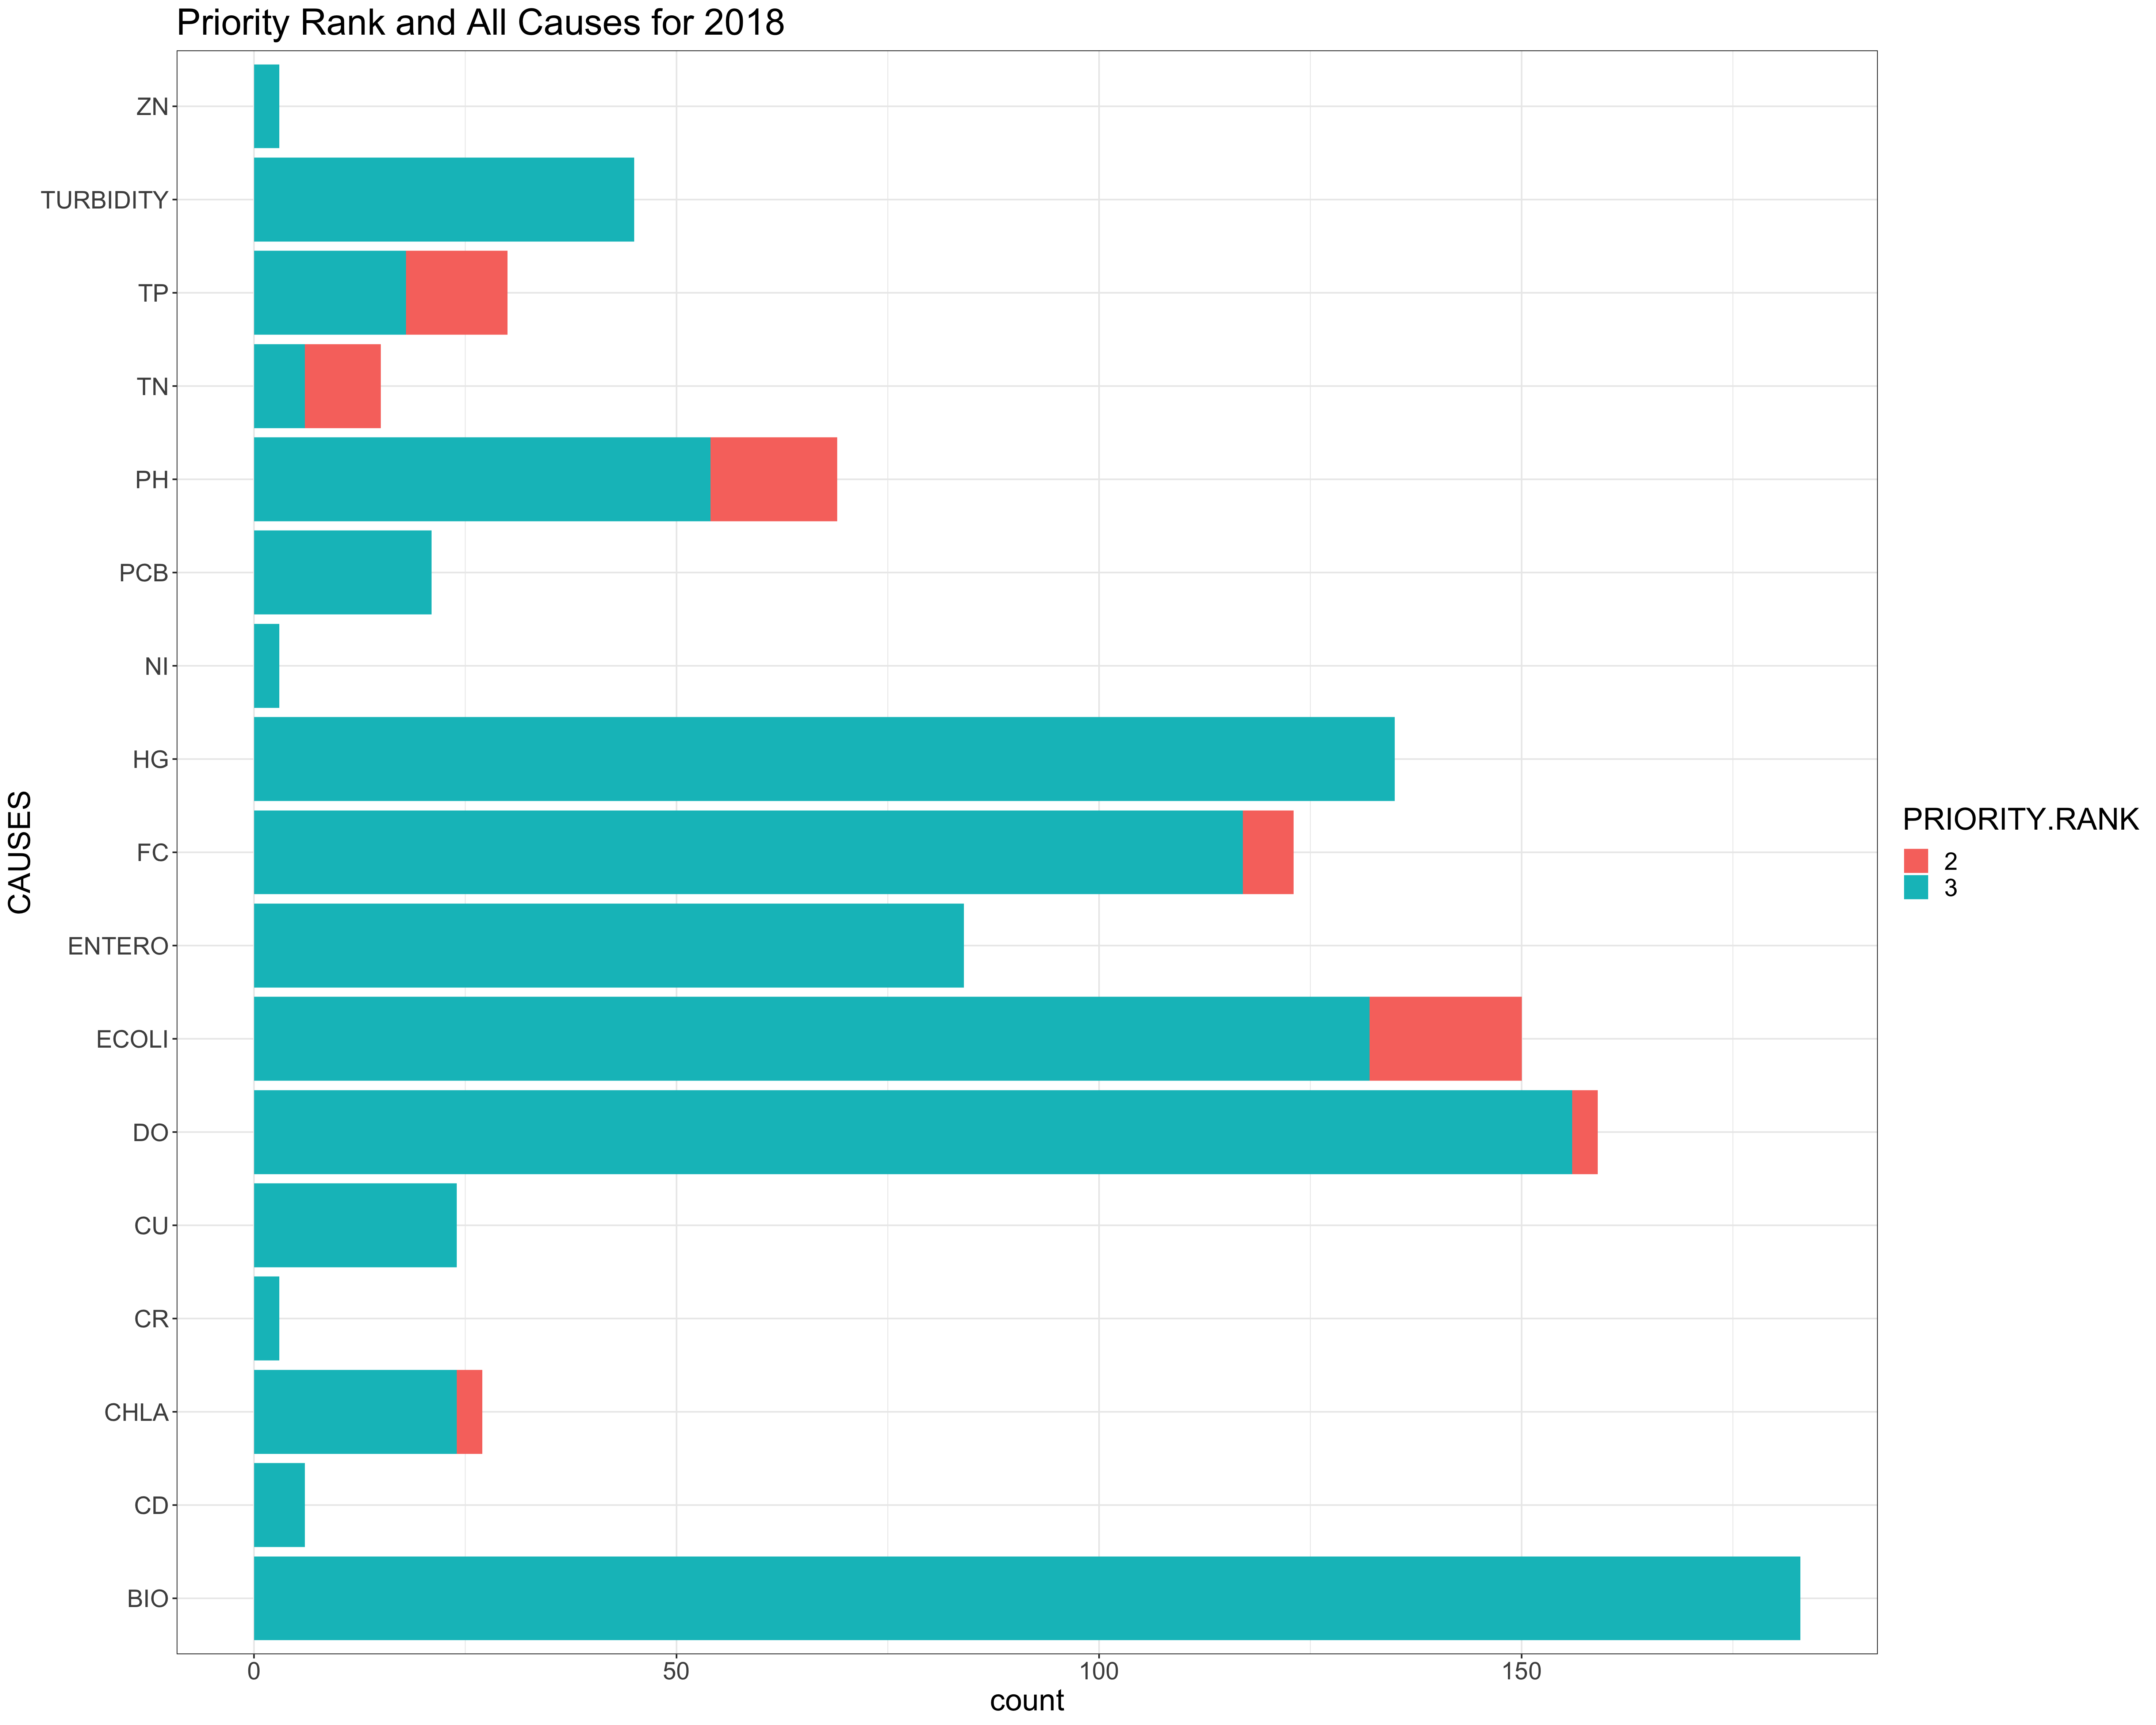 Priority Rank and All Causes for 2018
ZN
TURBIDITY
TP
TN
PH
PCB
NI
HG
FC
ENTERO
ECOLI
DO
CU
CR
CHLA
CD
BIO
CAUSES
0 50 100 150
count
PRIORITY.RANK
2
3